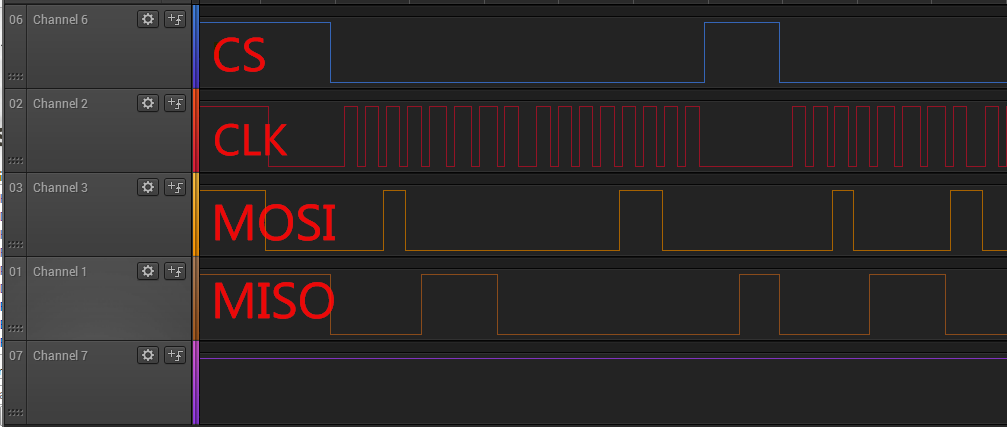 06 Channel 6
CS
02 Channel 2
CLK
03 Channel 3
MOSI
01 Channel 1
MISO
07 Channel 7